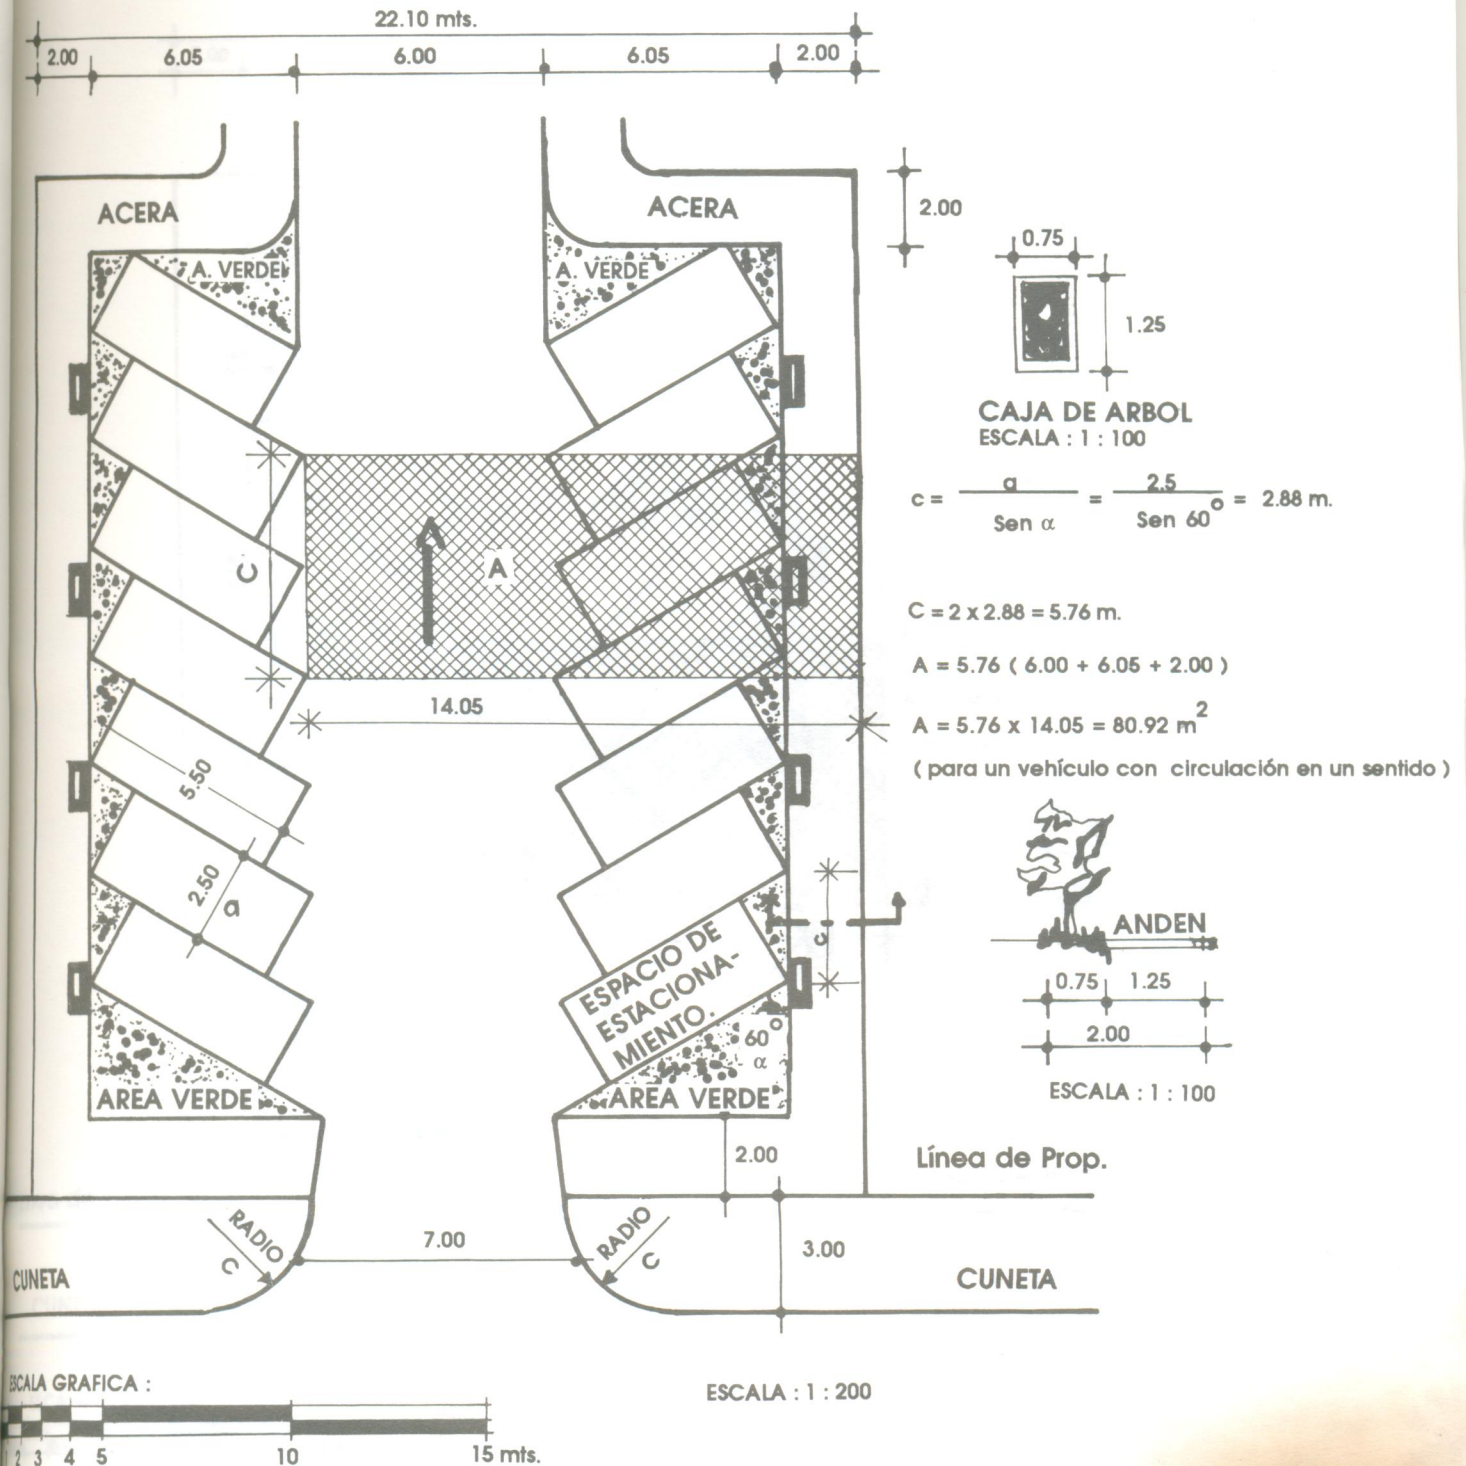 22.10 mts.
2.00 6.05 6.00 6.05 2.00
ACERA
ACERA
2.00
A. VERDE
A. VERDE
0.75
1.25
CAJA DE ARBOL
ESCALA : 1 : 100
c = a / Sen α = 2.5 / Sen 60° = 2.88 m.
C
A
C = 2 x 2.88 = 5.76 m.
A = 5.76 ( 6.00 + 6.05 + 2.00 )
14.05
A = 5.76 x 14.05 = 80.92 m²
( para un vehículo con circulación en un sentido )
5.50
2.50
a
c
ESPACIO DE
ESTACIONA-
MIENTO.
60°
α
ANDEN
0.75 1.25
2.00
ESCALA : 1 : 100
AREA VERDE
AREA VERDE
2.00
Línea de Prop.
RADIO
C
7.00
RADIO
C
3.00
CUNETA
CUNETA
ESCALA GRAFICA :
ESCALA : 1 : 200
1 2 3 4 5 10 15 mts.